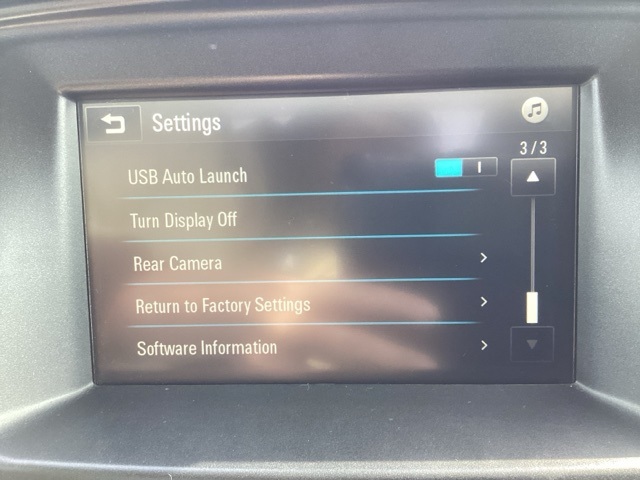 Settings
3/3
USB Auto Launch
Turn Display Off
Rear Camera
Return to Factory Settings
Software Information